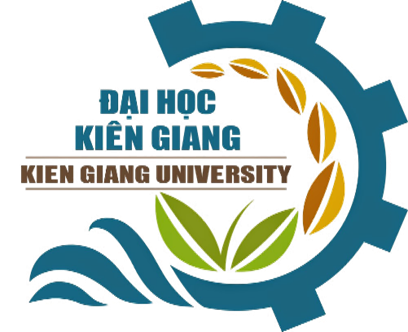 ĐẠI HỌC
KIÊN GIANG
KIEN GIANG UNIVERSITY